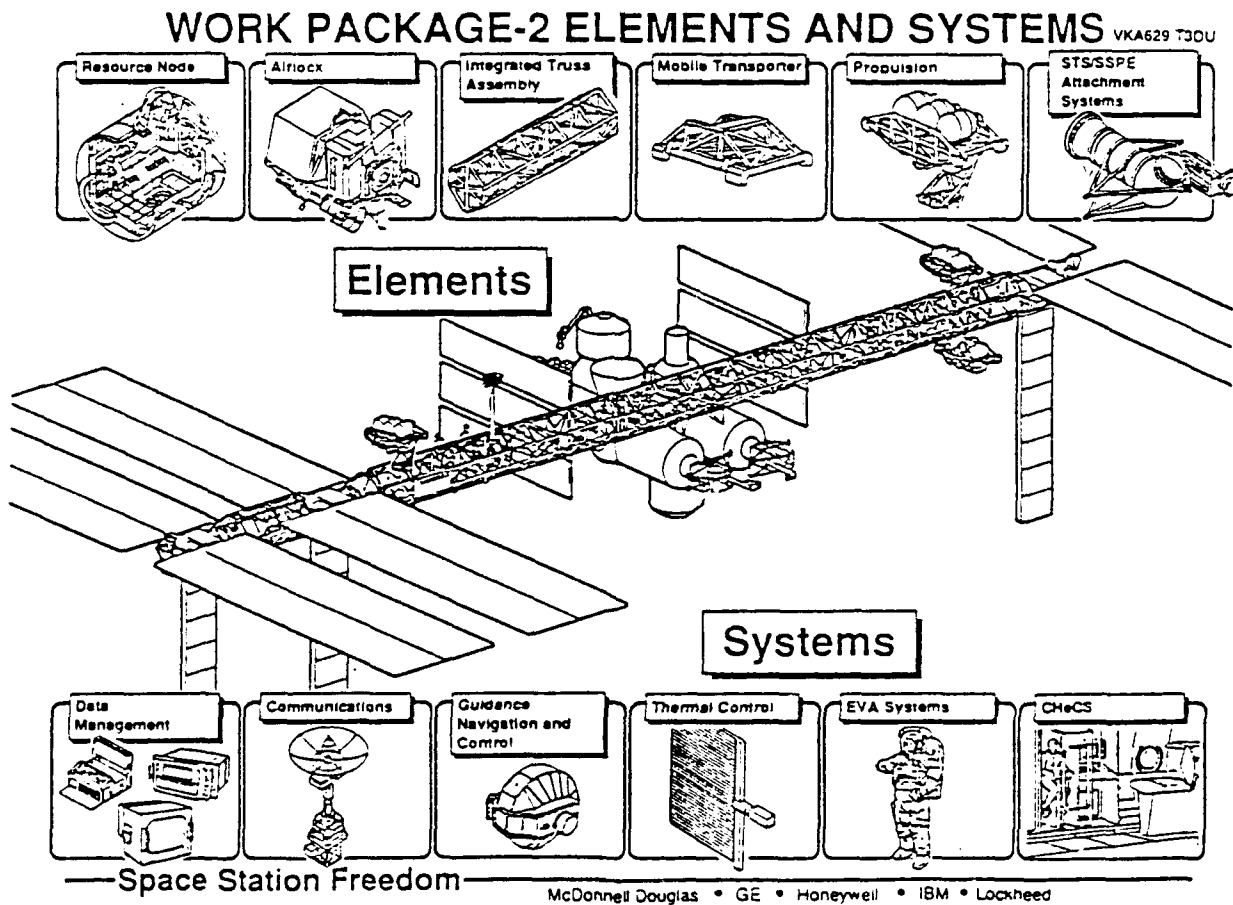 WORK PACKAGE-2 ELEMENTS AND SYSTEMS VKA629 T3DU
Resource Node
Airlock
Integrated Truss
Assembly
Mobile Transporter
Propulsion
STS/SSPE
Attachment
Systems
Elements
Systems
Data
Management
Communications
Guidance
Navigation and
Control
Thermal Control
EVA Systems
CHeCS
Space Station Freedom
McDonnell Douglas • GE • Honeywell • IBM • Lockheed